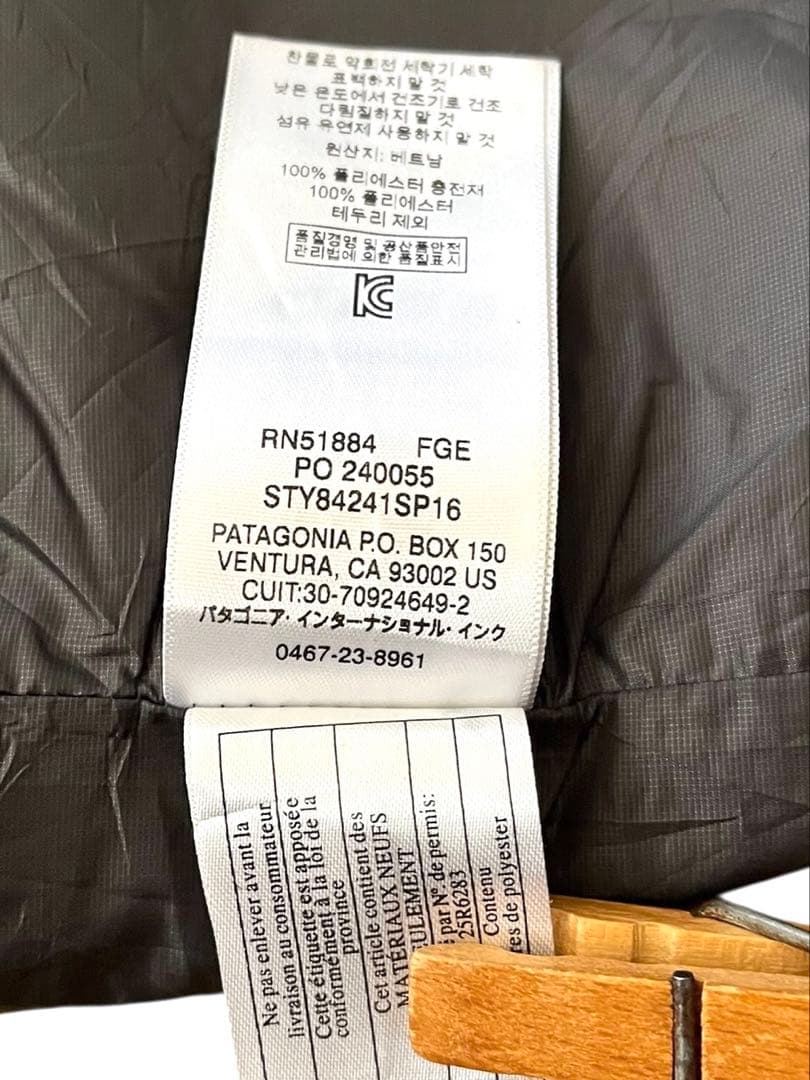 찬물로 약회전 세탁기 세탁
표백하지 말 것
낮은 온도에서 건조기로 건조
다림질하지 말 것
섬유 유연제 사용하지 말 것
원산지: 베트남
100% 폴리에스터 충전저
100% 폴리에스터
테두리 제외
품질경영 및 공산품안전
관리법에 의한 품질표시
RN51884 FGE
PO 240055
STY84241SP16
PATAGONIA P.O. BOX 150
VENTURA, CA 93002 US
CUIT:30-70924649-2
パタゴニア・インターナショナル・インク
0467-23-8961
Ne pas enlever avant la
livraison au consommateur
Cette étiquette est apposée
conformément à la loi de la
province
Cet article contient des
MATÉRIAUX NEUFS
par N°. de permis:
25R6283
Contenu
de polyester